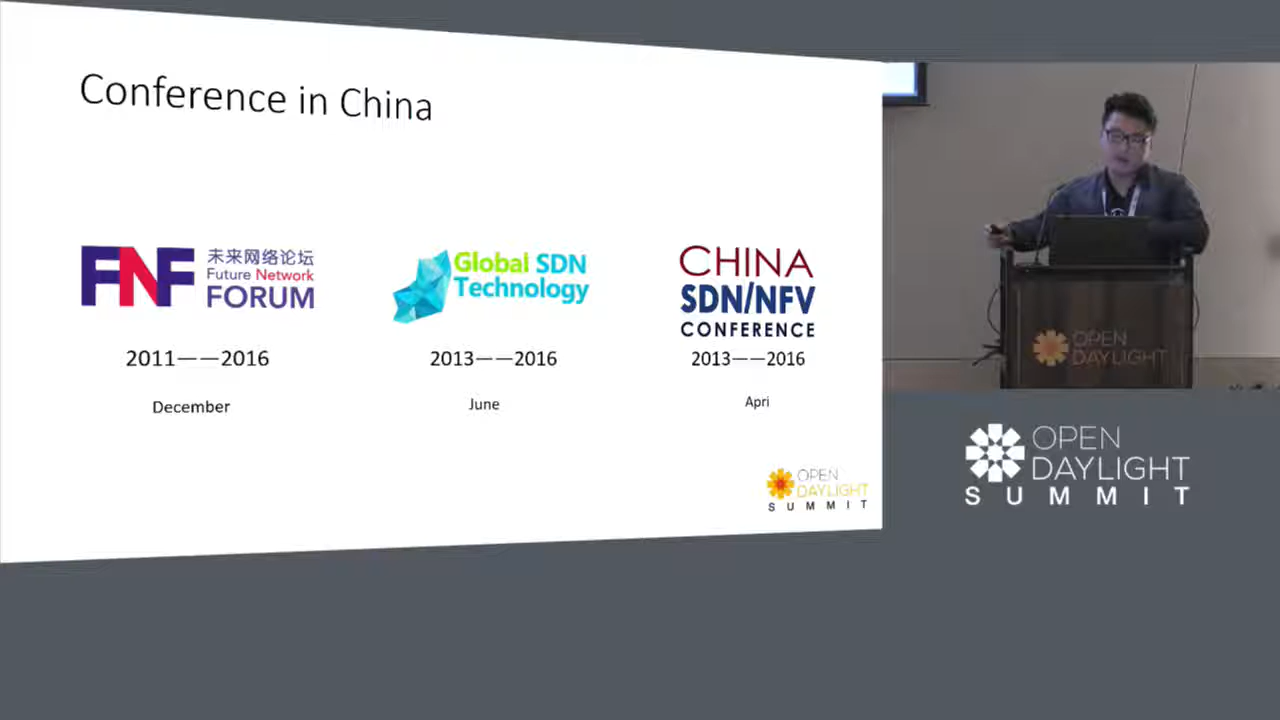 Conference in China
FNF
未来网络论坛
Future Network
FORUM
2011——2016
December
Global SDN
Technology
2013——2016
June
CHINA
SDN/NFV
CONFERENCE
2013——2016
Apri
OPEN
DAYLIGHT
SUMMIT
OPEN
DAYLIGHT
OPEN
DAYLIGHT
SUMMIT